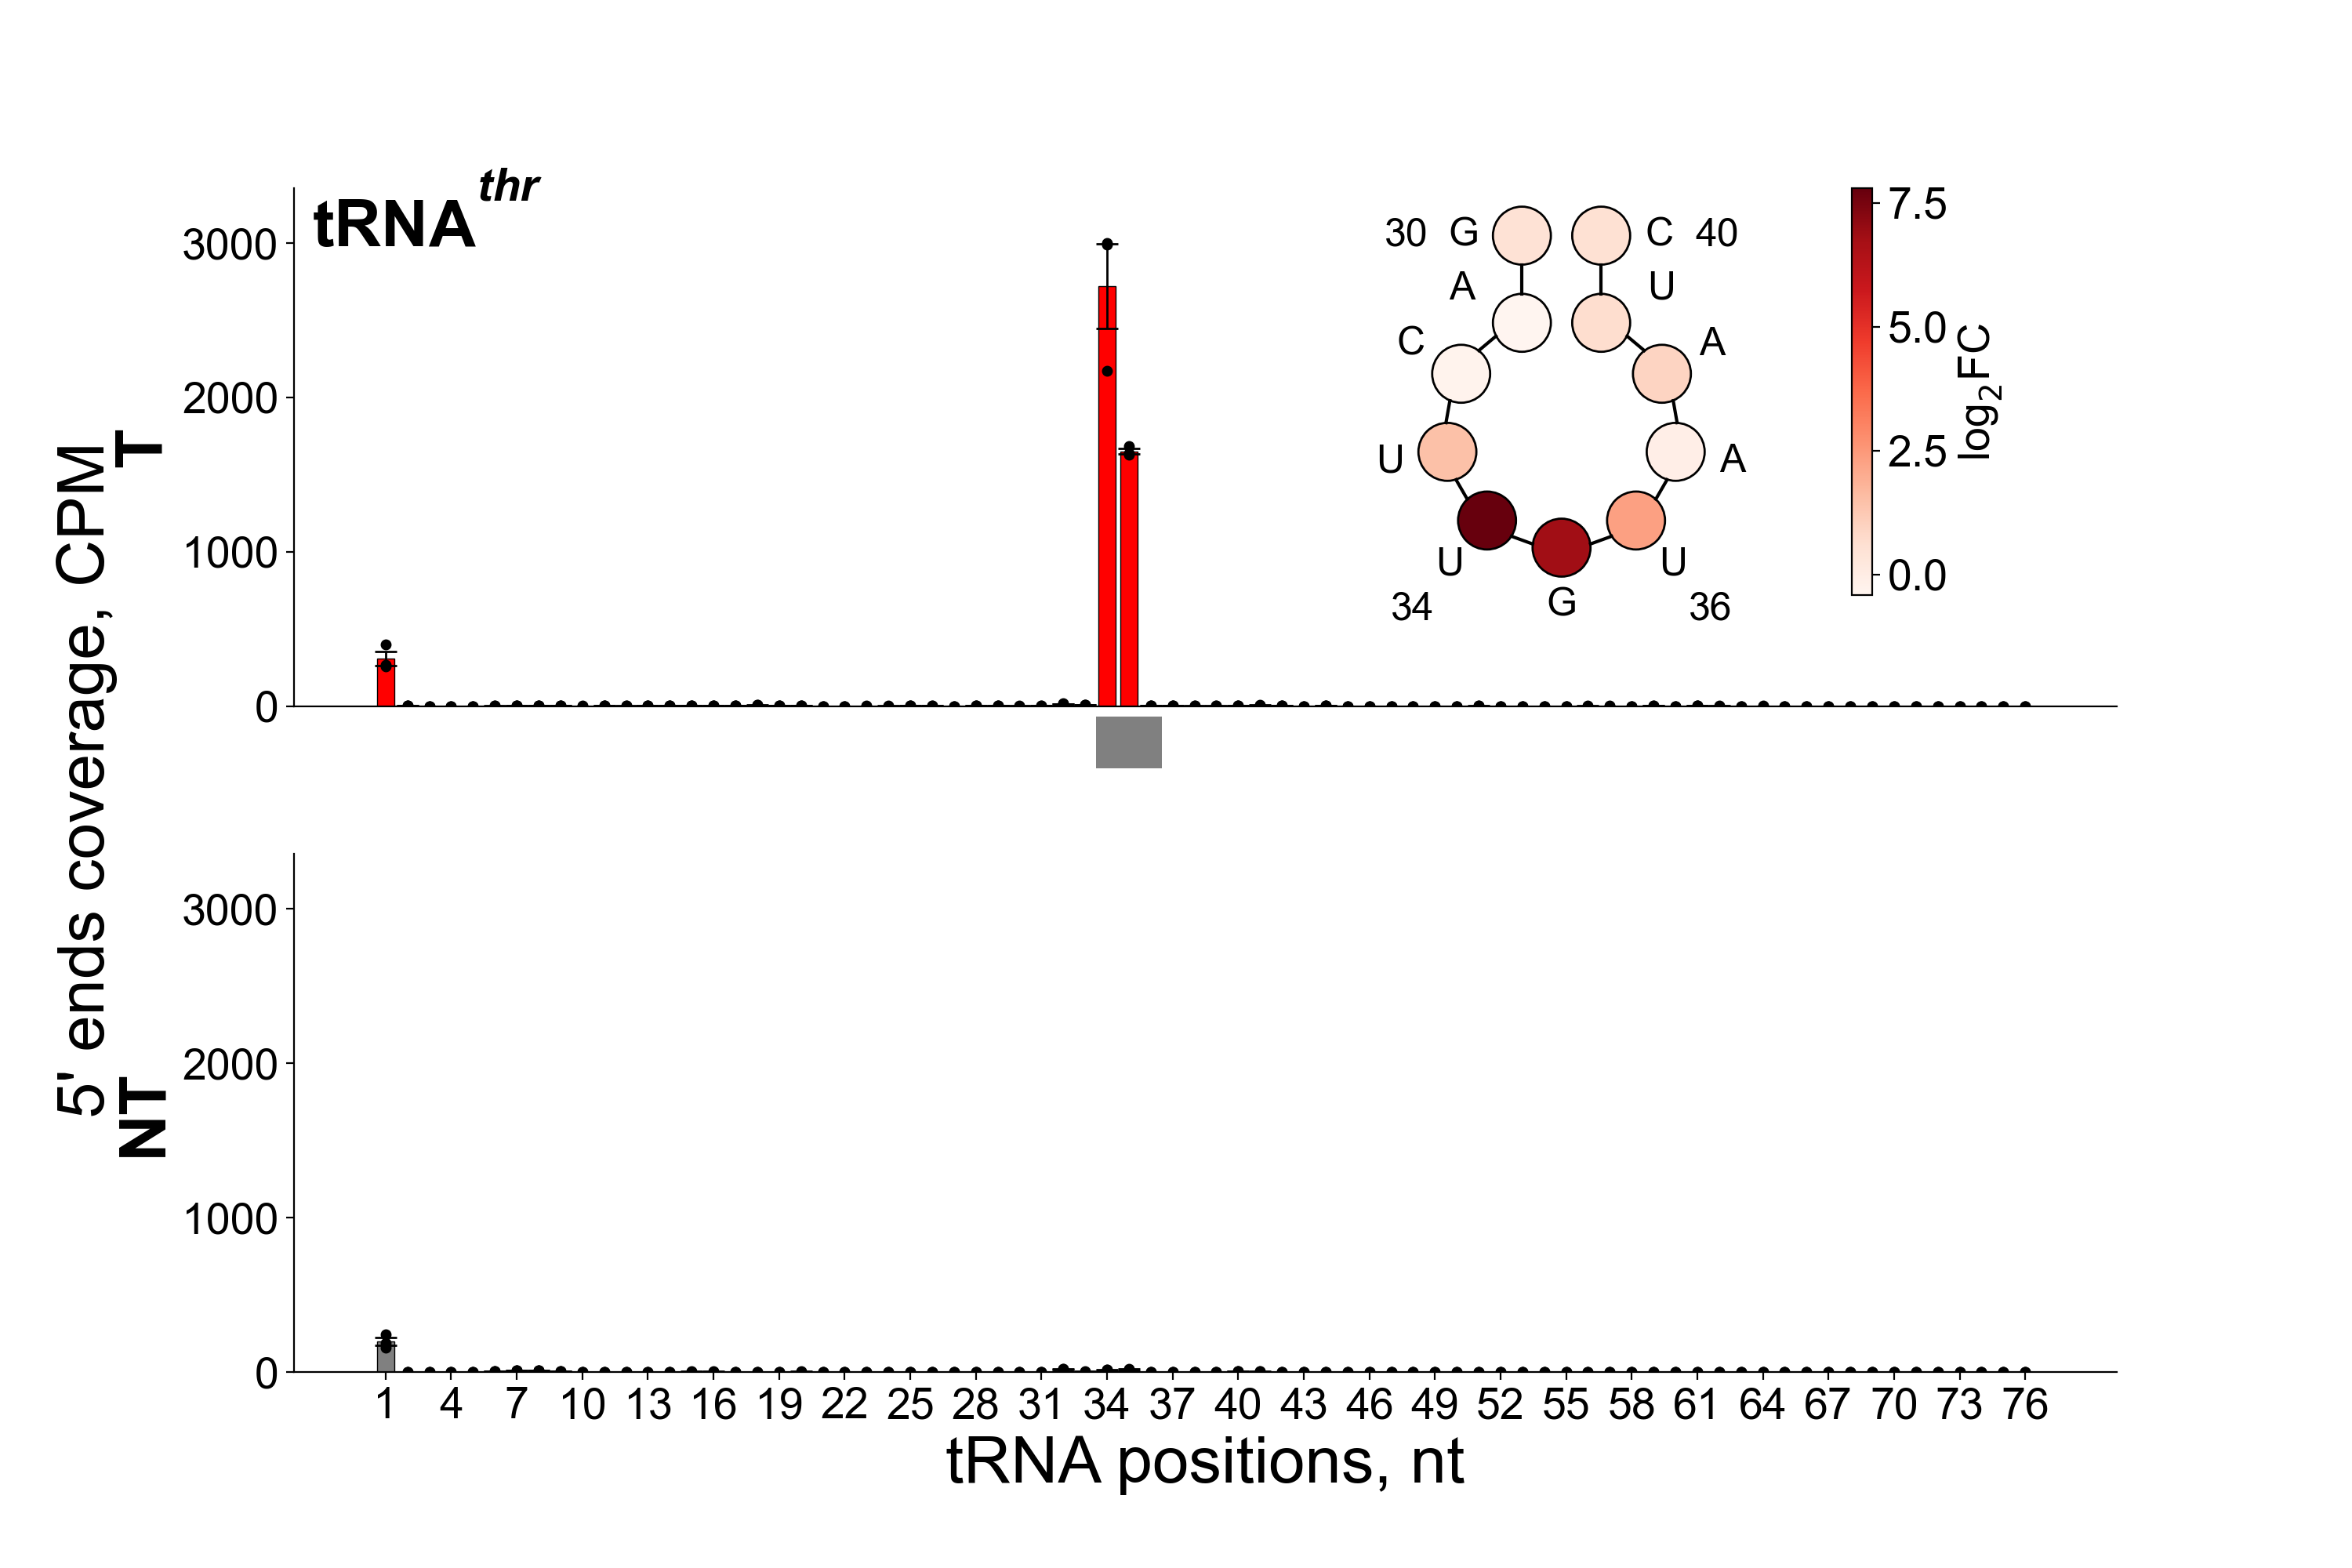 tRNA^thr
5' ends coverage, CPM
T
3000
2000
1000
0
30 G C 40
A U
C A
U A
U G U
34 36
7.5
5.0
2.5
0.0
log₂FC
NT
3000
2000
1000
0
1 4 7 10 13 16 19 22 25 28 31 34 37 40 43 46 49 52 55 58 61 64 67 70 73 76
tRNA positions, nt